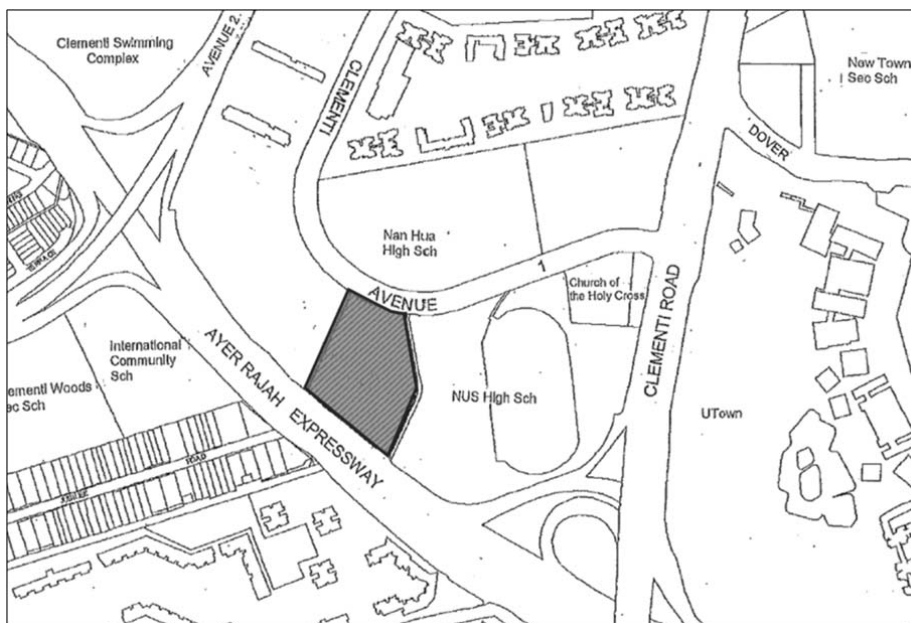 Clementi Swimming
Complex
AVENUE 2
CLEMENTI
New Town
Sec Sch
DOVER
Nan Hua
High Sch
AVENUE
1
Church of
the Holy Cross
CLEMENTI ROAD
AYER RAJAH EXPRESSWAY
International
Community
Sch
lementi Woods
ec Sch
NUS High Sch
UTown
ROAD